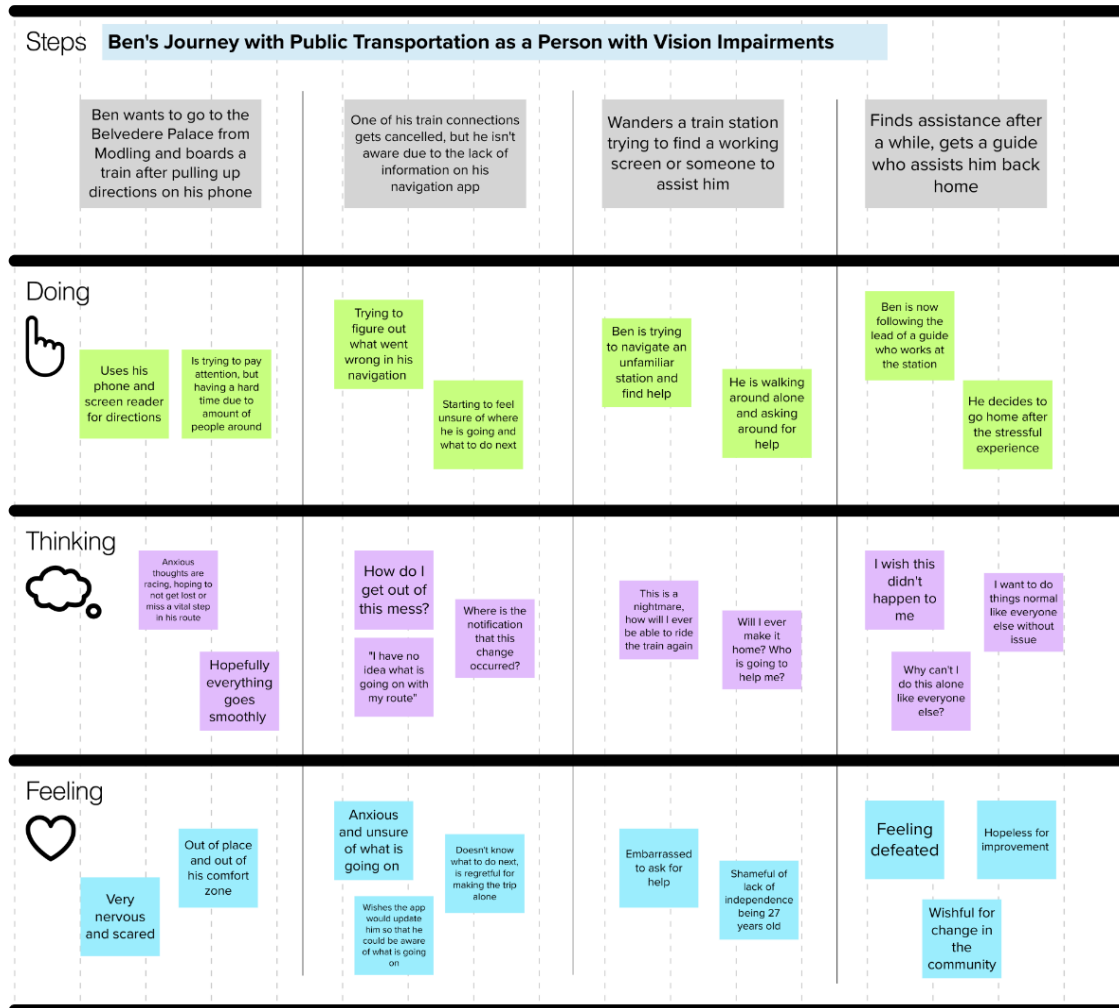 Steps
Ben's Journey with Public Transportation as a Person with Vision Impairments
Ben wants to go to the
Belvedere Palace from
Modling and boards a
train after pulling up
directions on his phone
One of his train connections
gets cancelled, but he isn't
aware due to the lack of
information on his
navigation app
Wanders a train station
trying to find a working
screen or someone to
assist him
Finds assistance after
a while, gets a guide
who assists him back
home
Doing
Uses his
phone and
screen reader
for directions
Is trying to pay
attention, but
having a hard
time due to
amount of
people around
Trying to
figure out
what went
wrong in his
navigation
Starting to feel
unsure of where
he is going and
what to do next
Ben is trying
to navigate an
unfamiliar
station and
find help
He is walking
around alone
and asking
around for
help
Ben is now
following the
lead of a guide
who works at
the station
He decides to
go home after
the stressful
experience
Thinking
Anxious
thoughts are
racing, hoping to
not get lost or
miss a vital step
in his route
Hopefully
everything
goes
smoothly
How do I
get out of
this mess?
Where is the
notification
that this
change
occurred?
"I have no
idea what is
going on with
my route"
This is a
nightmare,
how will I ever
be able to ride
the train again
Will I ever
make it
home? Who
is going to
help me?
I wish this
didn't
happen to
me
I want to do
things normal
like everyone
else without
issue
Why can't I
do this alone
like everyone
else?
Feeling
Very
nervous
and scared
Out of place
and out of
his comfort
zone
Anxious
and unsure
of what is
going on
Doesn't know
what to do next,
is regretful for
making the trip
alone
Wishes the app
would update
him so that he
could be aware
of what is going
on
Embarrassed
to ask for
help
Shameful of
lack of
independence
being 27
years old
Feeling
defeated
Hopeless for
improvement
Wishful for
change in
the
community